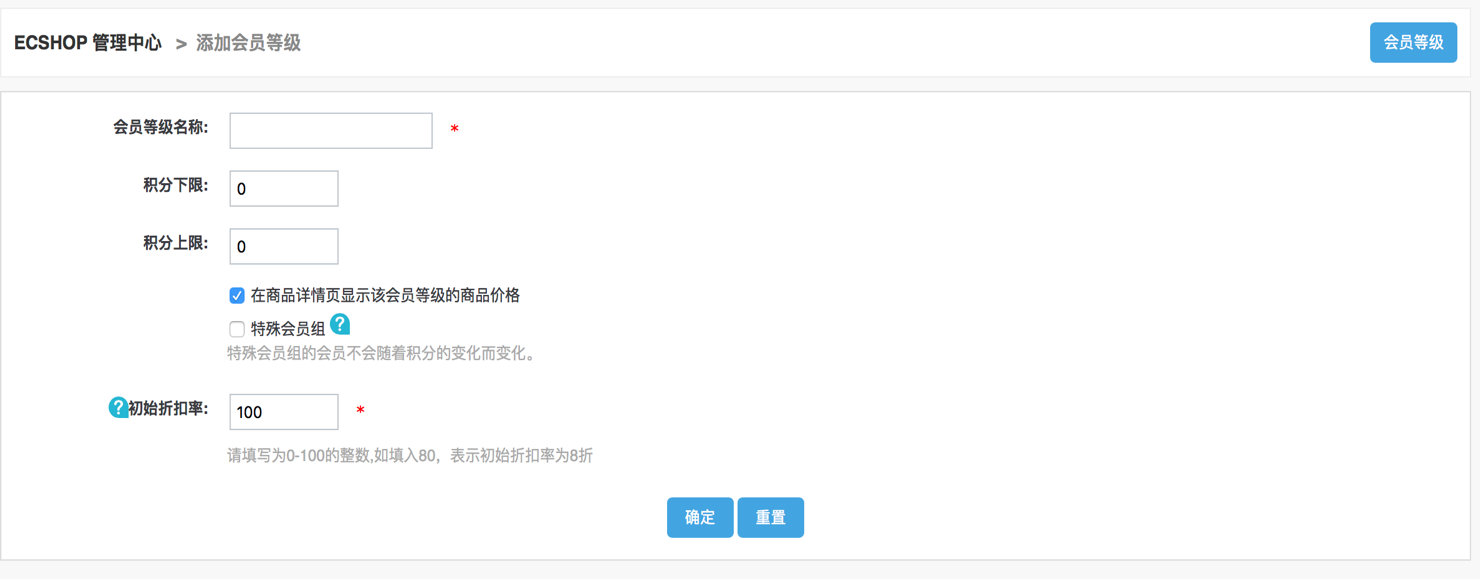 ECSHOP 管理中心 > 添加会员等级
会员等级
会员等级名称: *
积分下限: 0
积分上限: 0
在商品详情页显示该会员等级的商品价格
特殊会员组 ?
特殊会员组的会员不会随着积分的变化而变化。
?初始折扣率: 100 *
请填写为0-100的整数,如填入80，表示初始折扣率为8折
确定 重置